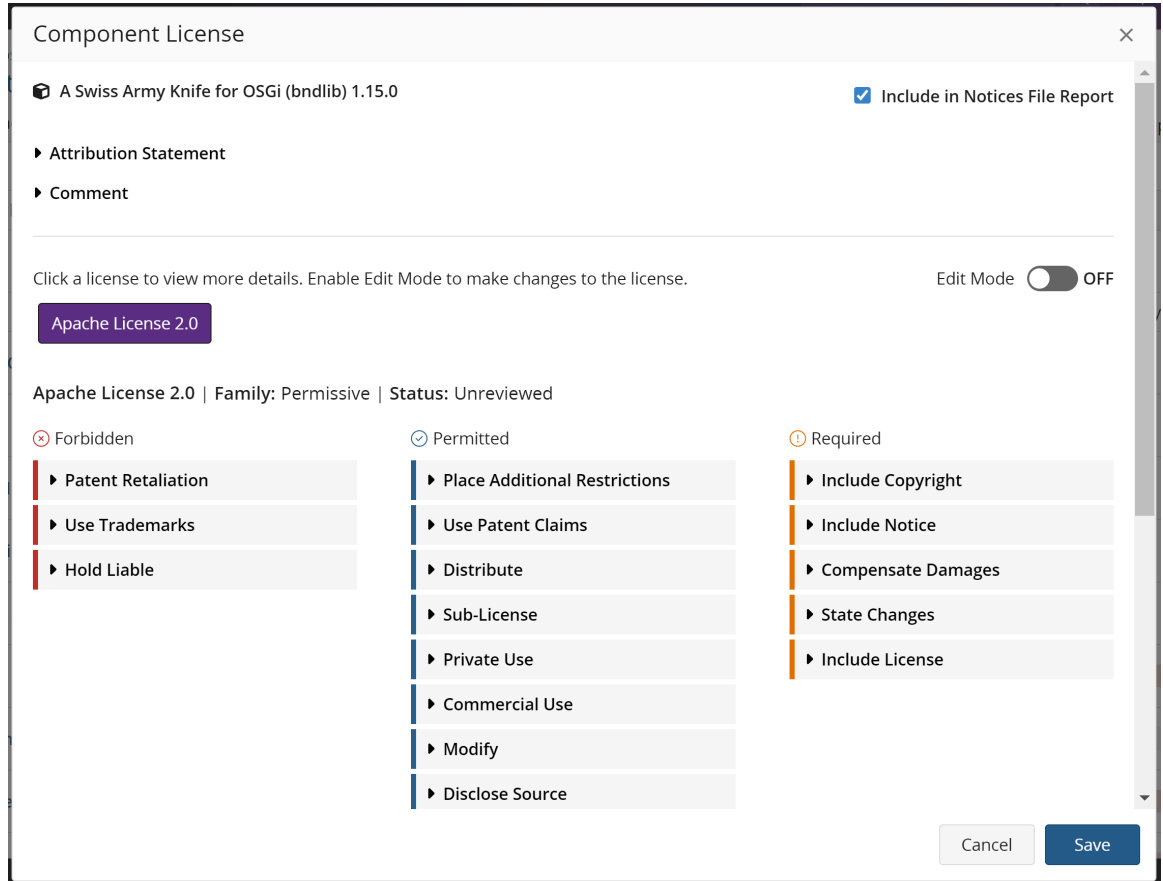 Component License
A Swiss Army Knife for OSGi (bndlib) 1.15.0
Include in Notices File Report
Attribution Statement
Comment
Click a license to view more details. Enable Edit Mode to make changes to the license.
Edit Mode OFF
Apache License 2.0
Apache License 2.0 | Family: Permissive | Status: Unreviewed
Forbidden
Patent Retaliation
Use Trademarks
Hold Liable
Permitted
Place Additional Restrictions
Use Patent Claims
Distribute
Sub-License
Private Use
Commercial Use
Modify
Disclose Source
Required
Include Copyright
Include Notice
Compensate Damages
State Changes
Include License
Cancel
Save